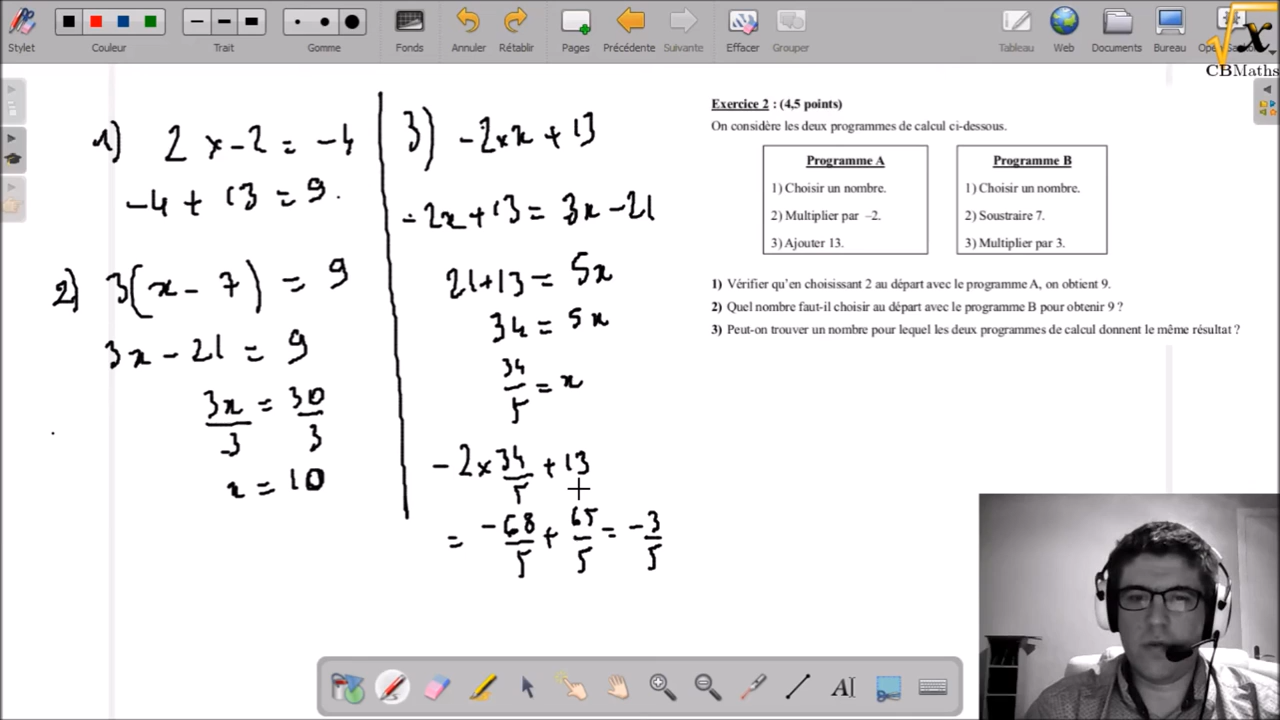 Stylet Couleur Trait Gomme Fonds Annuler Rétablir Pages Précédente Suivante Effacer Grouper Tableau Web Documents Bureau
√x
CBMaths
1) 2 × -2 = -4
-4 + 13 = 9.
2) 3(x - 7) = 9
3x - 21 = 9
3x/3 = 30/3
x = 10
3) -2×x + 13
-2x + 13 = 3x - 21
21 + 13 = 5x
34 = 5x
34/5 = x
-2 × 34/5 + 13
= -68/5 + 65/5 = -3/5
Exercice 2 : (4,5 points)
On considère les deux programmes de calcul ci-dessous.
Programme A
1) Choisir un nombre.
2) Multiplier par –2.
3) Ajouter 13.
Programme B
1) Choisir un nombre.
2) Soustraire 7.
3) Multiplier par 3.
1) Vérifier qu'en choisissant 2 au départ avec le programme A, on obtient 9.
2) Quel nombre faut-il choisir au départ avec le programme B pour obtenir 9 ?
3) Peut-on trouver un nombre pour lequel les deux programmes de calcul donnent le même résultat ?
AI